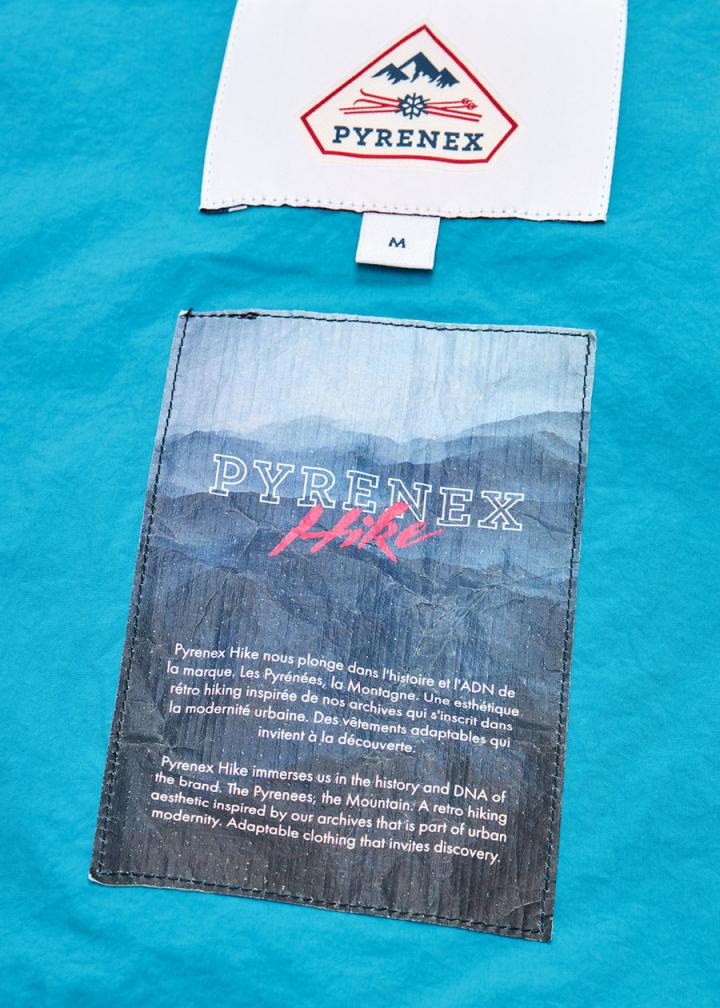 PYRENEX
M
PYRENEX
Hike
Pyrenex Hike nous plonge dans l'histoire et l'ADN de
la marque. Les Pyrénées, la Montagne. Une esthétique
rétro hiking inspirée de nos archives qui s'inscrit dans
la modernité urbaine. Des vêtements adaptables qui
invitent à la découverte.
Pyrenex Hike immerses us in the history and DNA of
the brand. The Pyrenees, the Mountain. A retro hiking
aesthetic inspired by our archives that is part of urban
modernity. Adaptable clothing that invites discovery.